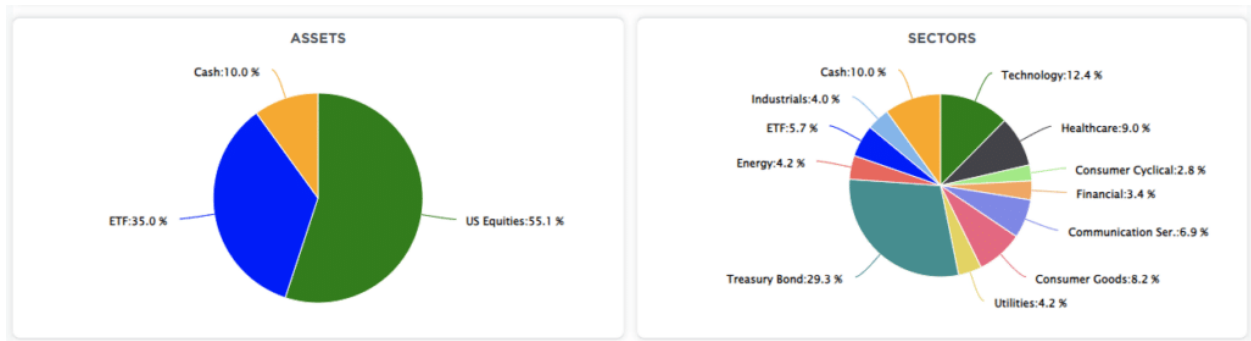 ASSETS
Cash:10.0 %
ETF:35.0 %
US Equities:55.1 %
SECTORS
Cash:10.0 %
Technology:12.4 %
Industrials:4.0 %
ETF:5.7 %
Healthcare:9.0 %
Energy:4.2 %
Consumer Cyclical:2.8 %
Financial:3.4 %
Communication Ser.:6.9 %
Treasury Bond:29.3 %
Consumer Goods:8.2 %
Utilities:4.2 %